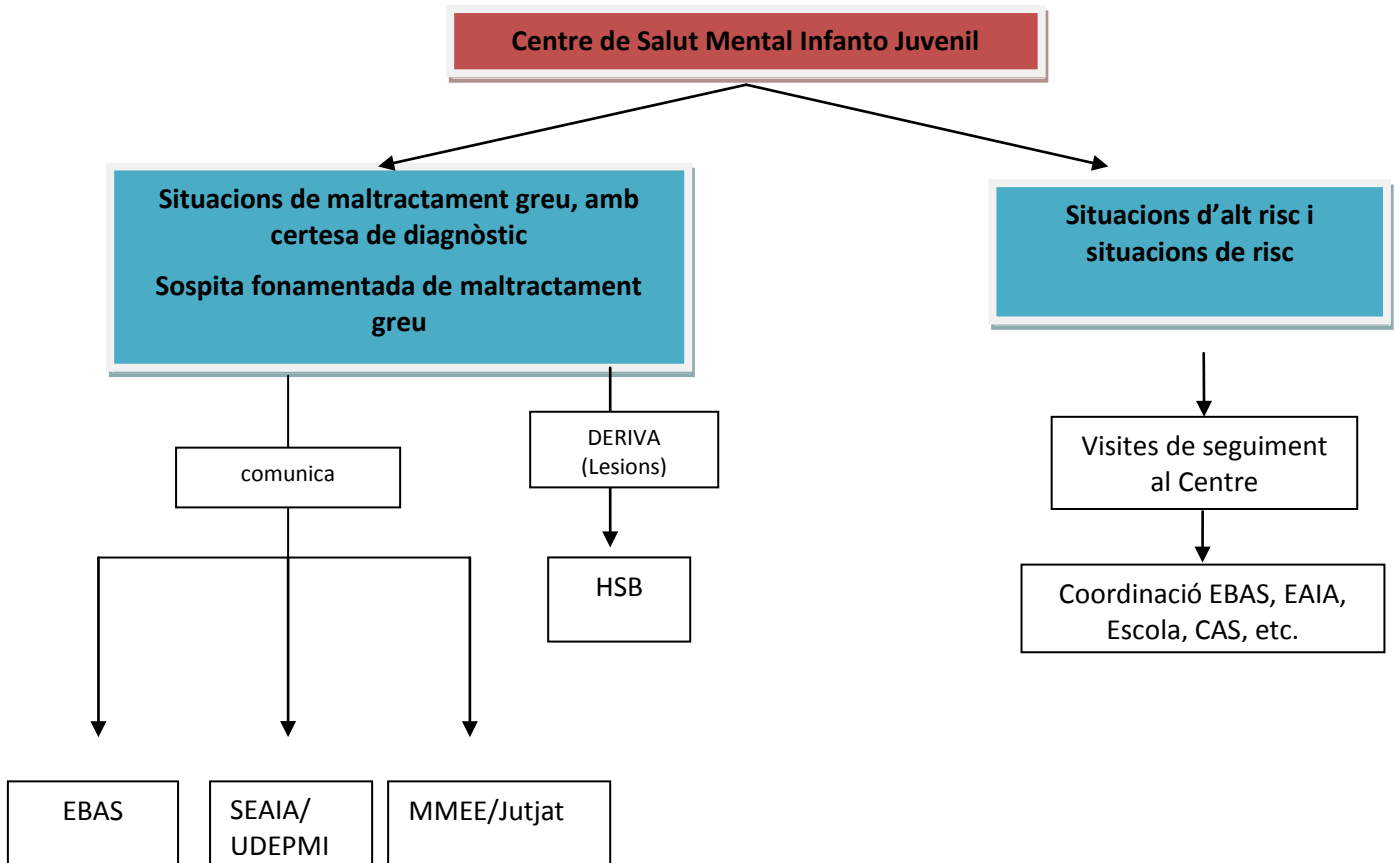 Centre de Salut Mental Infanto Juvenil
Situacions de maltractament greu, amb
certesa de diagnòstic
Sospita fonamentada de maltractament
greu
Situacions d’alt risc i
situacions de risc
comunica
DERIVA
(Lesions)
Visites de seguiment
al Centre
HSB
Coordinació EBAS, EAIA,
Escola, CAS, etc.
EBAS
SEAIA/
UDEPMI
MMEE/Jutjat